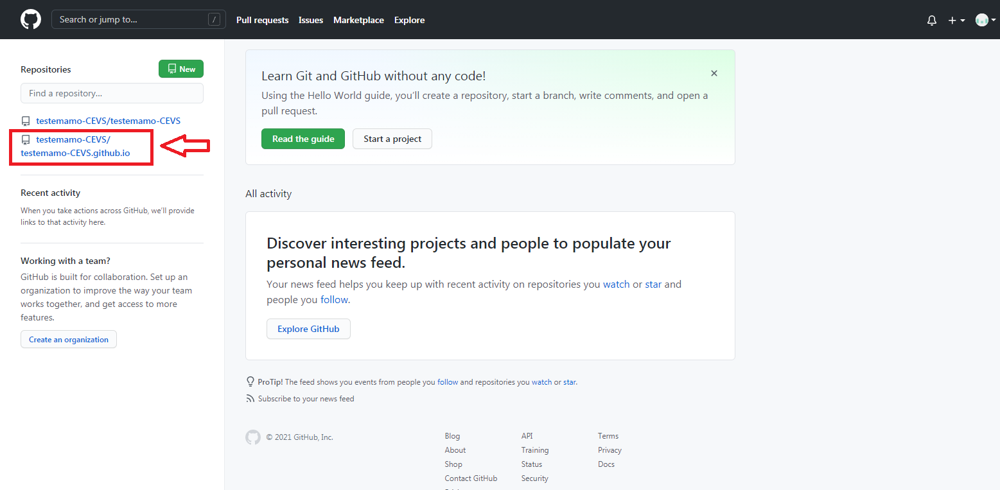 Search or jump to...
/
Pull requests
Issues
Marketplace
Explore
Repositories
New
Find a repository...
testemamo-CEVS/testemamo-CEVS
testemamo-CEVS/
testemamo-CEVS.github.io
Recent activity
When you take actions across GitHub, we'll provide
links to that activity here.
Working with a team?
GitHub is built for collaboration. Set up an
organization to improve the way your team
works together, and get access to more
features.
Create an organization
Learn Git and GitHub without any code!
Using the Hello World guide, you'll create a repository, start a branch, write comments, and open a
pull request.
Read the guide
Start a project
All activity
Discover interesting projects and people to populate your
personal news feed.
Your news feed helps you keep up with recent activity on repositories you watch or star and
people you follow.
Explore GitHub
ProTip! The feed shows you events from people you follow and repositories you watch or star.
Subscribe to your news feed
© 2021 GitHub, Inc.
Blog
About
Shop
Contact GitHub
API
Training
Status
Security
Terms
Privacy
Docs